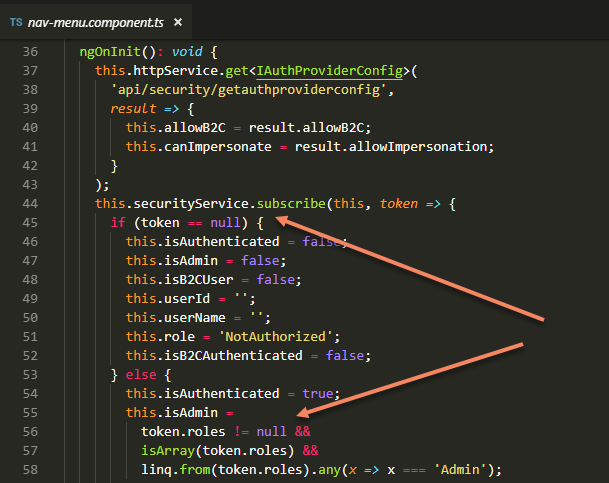 TS nav-menu.component.ts ×
36 ngOnInit(): void {
37 this.httpService.get<IAuthProviderConfig>(
38 'api/security/getauthproviderconfig',
39 result => {
40 this.allowB2C = result.allowB2C;
41 this.canImpersonate = result.allowImpersonation;
42 }
43 );
44 this.securityService.subscribe(this, token => {
45 if (token == null) {
46 this.isAuthenticated = false;
47 this.isAdmin = false;
48 this.isB2CUser = false;
49 this.userId = '';
50 this.userName = '';
51 this.role = 'NotAuthorized';
52 this.isB2CAuthenticated = false;
53 } else {
54 this.isAuthenticated = true;
55 this.isAdmin =
56 token.roles != null &&
57 isArray(token.roles) &&
58 linq.from(token.roles).any(x => x === 'Admin');